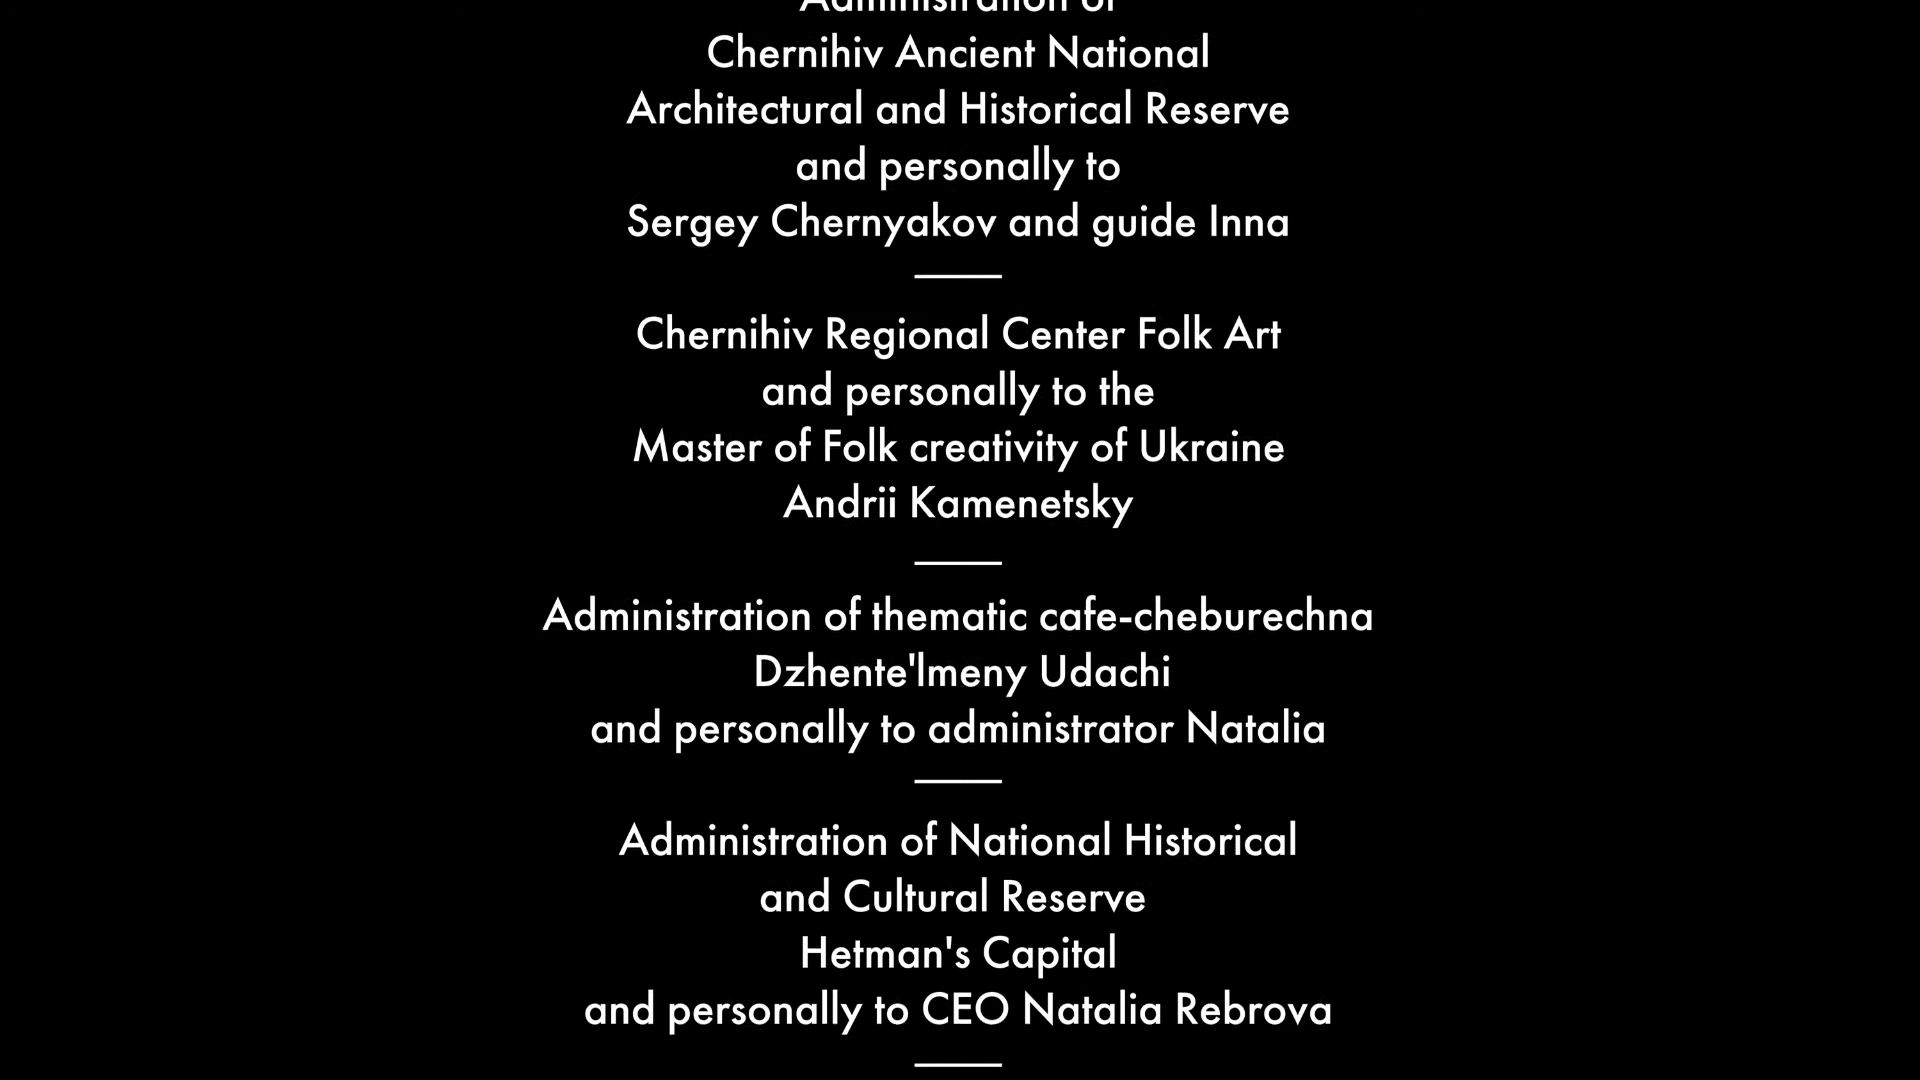 Administration of
Chernihiv Ancient National
Architectural and Historical Reserve
and personally to
Sergey Chernyakov and guide Inna
Chernihiv Regional Center Folk Art
and personally to the
Master of Folk creativity of Ukraine
Andrii Kamenetsky
Administration of thematic cafe-cheburechna
Dzhente'lmeny Udachi
and personally to administrator Natalia
Administration of National Historical
and Cultural Reserve
Hetman's Capital
and personally to CEO Natalia Rebrova